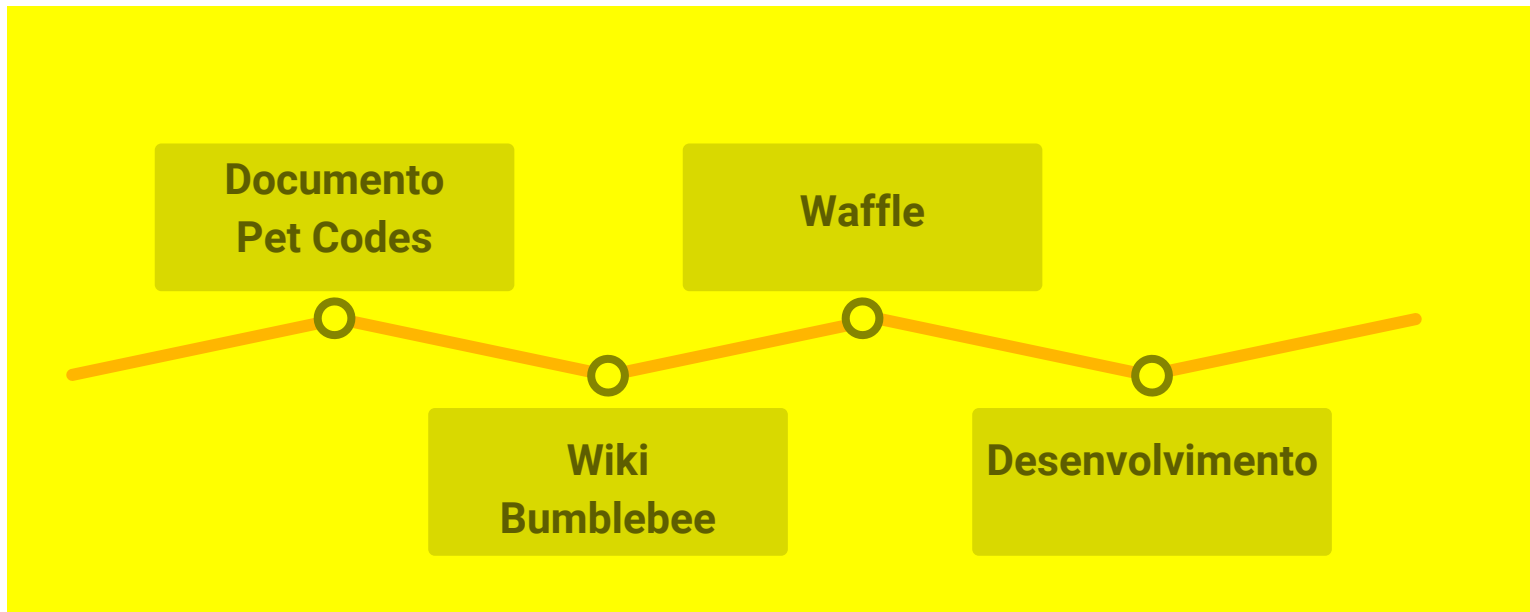 Documento
Pet Codes
Wiki
Bumblebee
Waffle
Desenvolvimento